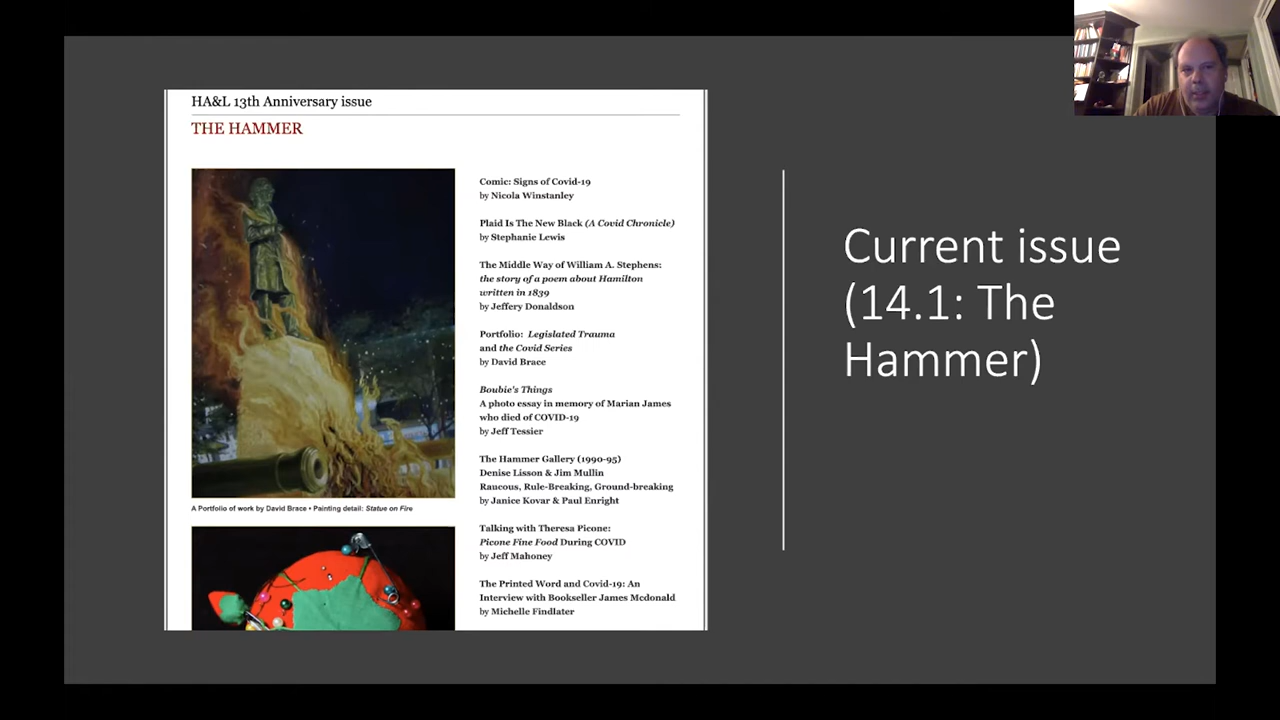 HA&L 13th Anniversary issue
THE HAMMER
Comic: Signs of Covid-19
by Nicola Winstanley
Plaid Is The New Black (A Covid Chronicle)
by Stephanie Lewis
The Middle Way of William A. Stephens:
the story of a poem about Hamilton
written in 1839
by Jeffery Donaldson
Portfolio: Legislated Trauma
and the Covid Series
by David Brace
Boubie's Things
A photo essay in memory of Marian James
who died of COVID-19
by Jeff Tessier
The Hammer Gallery (1990-95)
Denise Lisson & Jim Mullin
Raucous, Rule-Breaking, Ground-breaking
by Janice Kovar & Paul Enright
Talking with Theresa Picone:
Picone Fine Food During COVID
by Jeff Mahoney
The Printed Word and Covid-19: An
Interview with Bookseller James Mcdonald
by Michelle Findlater
A Portfolio of work by David Brace • Painting detail: Statue on Fire
Current issue
(14.1: The
Hammer)